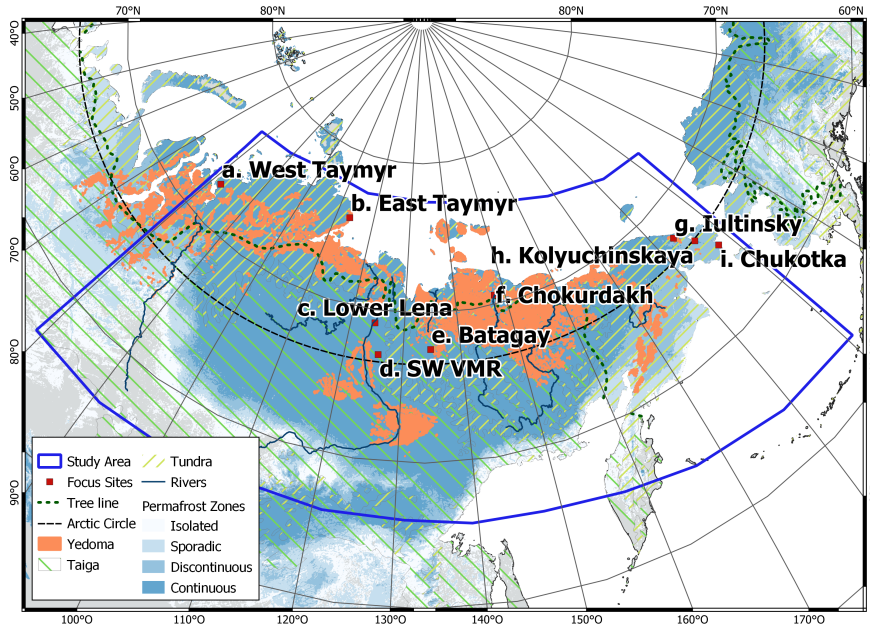 70°O 80°O 80°N 70°N 60°N
40°O
50°O
60°O
70°O
80°O
90°O
a. West Taymyr
b. East Taymyr
g. Iultinsky
h. Kolyuchinskaya
i. Chukotka
c. Lower Lena
f. Chokurdakh
e. Batagay
d. SW VMR
Study Area
Focus Sites
Tree line
Arctic Circle
Yedoma
Taiga
Tundra
Rivers
Permafrost Zones
Isolated
Sporadic
Discontinuous
Continuous
100°O 110°O 120°O 130°O 140°O 150°O 160°O 170°O